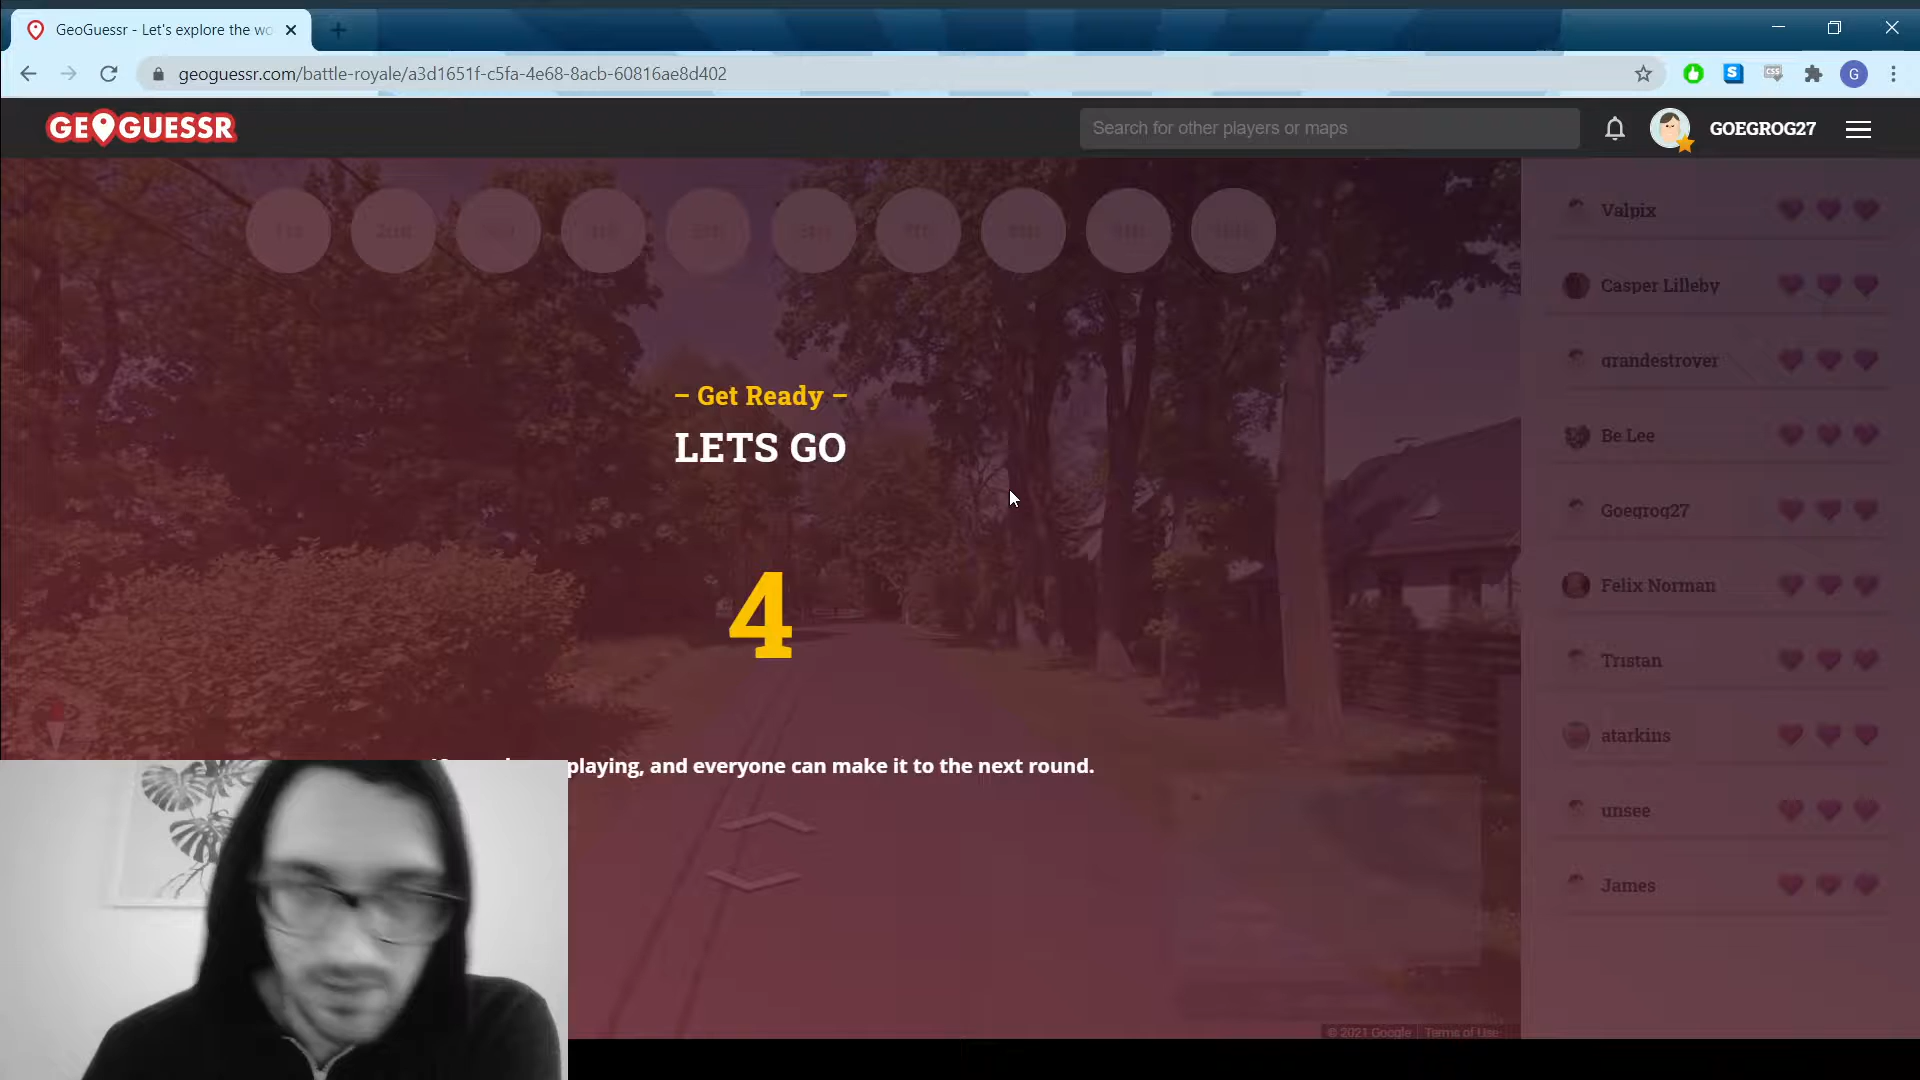 GeoGuessr - Let's explore the wo
geoguessr.com/battle-royale/a3d1651f-c5fa-4e68-8acb-60816ae8d402
GEOGUESSR
Search for other players or maps
GOEGROG27
2nd
Valpix
Casper Lilleby
grandestroyer
– Get Ready –
LETS GO
Be Lee
Goegrog27
4
Felix Norman
Tristan
atarkins
playing, and everyone can make it to the next round.
unsee
James
© 2021 Google
Terms of Use